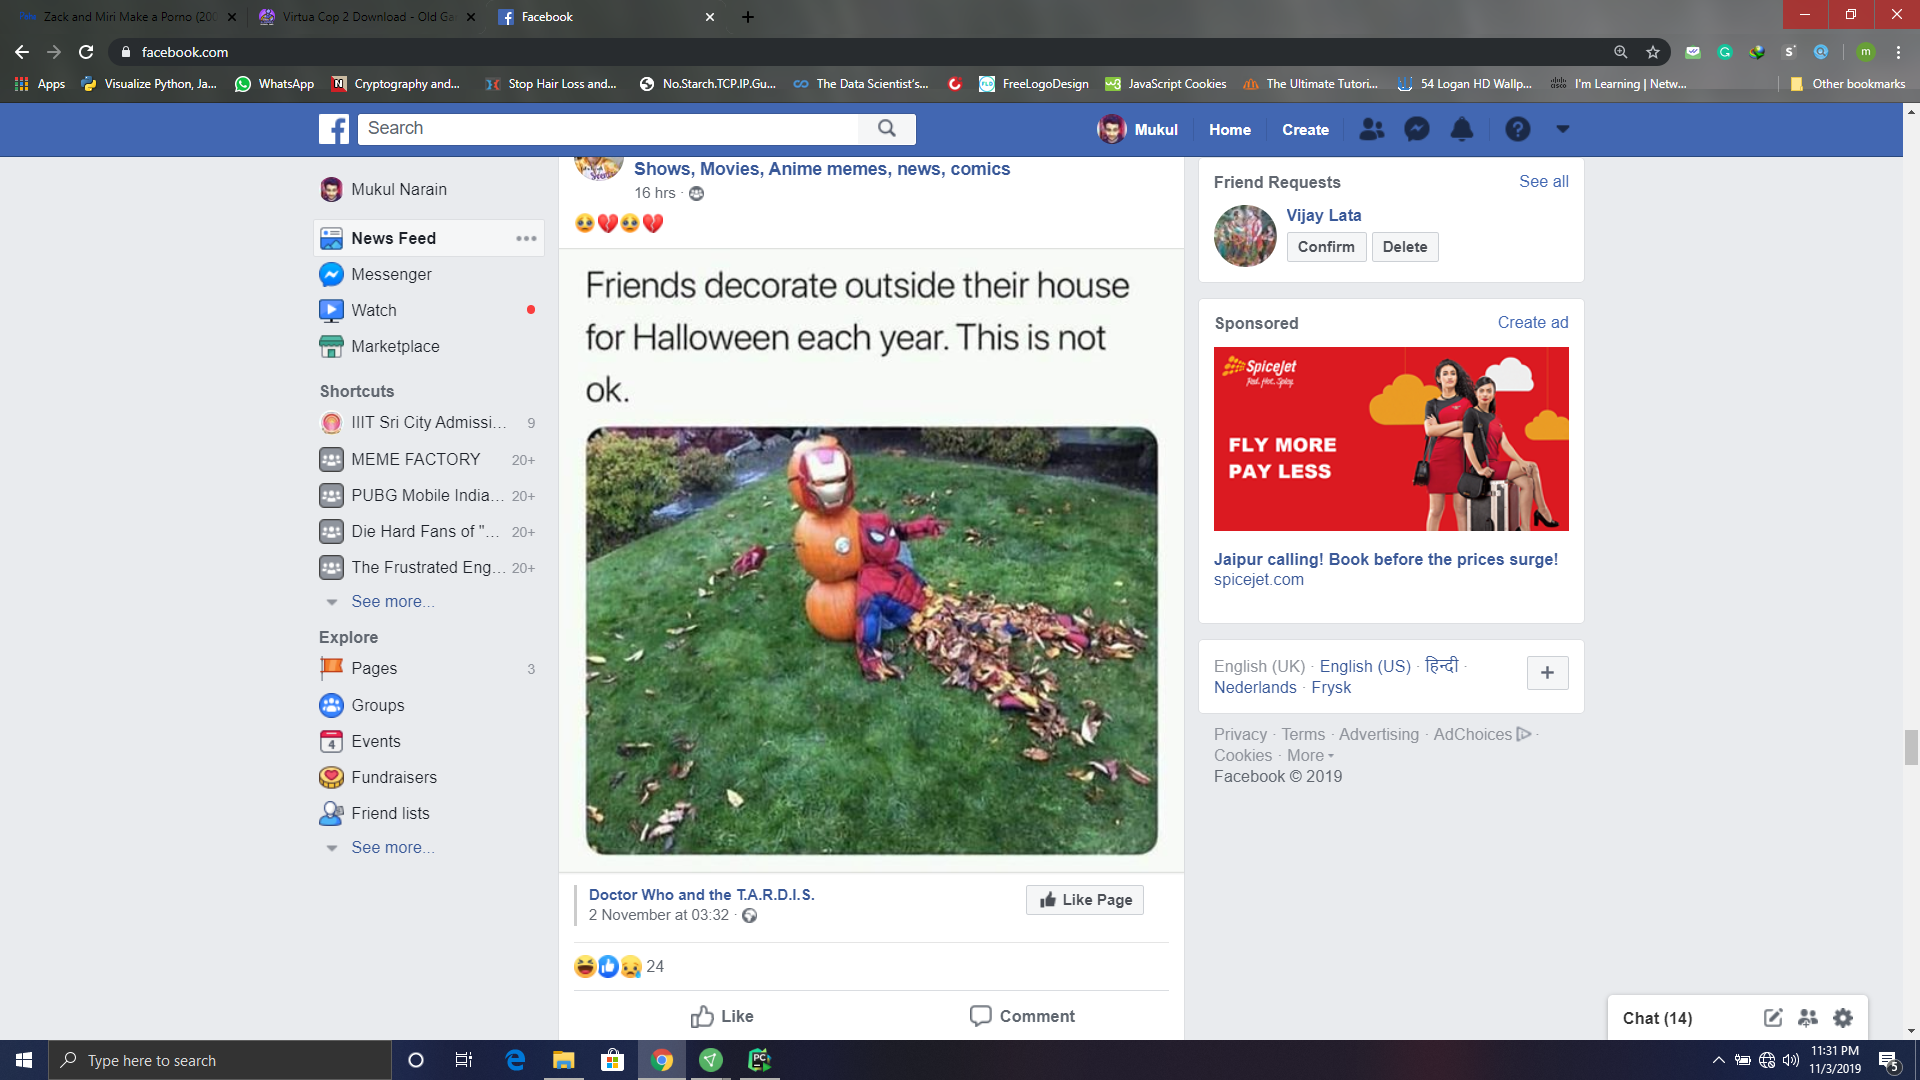 Zack and Miri Make a Porno (200
Virtua Cop 2 Download - Old Ga
Facebook
facebook.com
Apps
Visualize Python, Ja...
WhatsApp
Cryptography and...
Stop Hair Loss and...
No.Starch.TCP.IP.Gu...
The Data Scientist's...
FreeLogoDesign
JavaScript Cookies
The Ultimate Tutori...
54 Logan HD Wallp...
I'm Learning | Netw...
Other bookmarks
Search
Mukul
Home
Create
Mukul Narain
News Feed
Messenger
Watch
Marketplace
Shortcuts
IIIT Sri City Admissi... 9
MEME FACTORY 20+
PUBG Mobile India... 20+
Die Hard Fans of "... 20+
The Frustrated Eng... 20+
See more...
Explore
Pages 3
Groups
Events
Fundraisers
Friend lists
See more...
Shows, Movies, Anime memes, news, comics
16 hrs ·
Friends decorate outside their house
for Halloween each year. This is not
ok.
Doctor Who and the T.A.R.D.I.S.
2 November at 03:32 ·
Like Page
24
Like
Comment
Friend Requests
See all
Vijay Lata
Confirm
Delete
Sponsored
Create ad
spicejet
Red. Hot. Spicy.
FLY MORE
PAY LESS
Jaipur calling! Book before the prices surge!
spicejet.com
English (UK) · English (US) · हिन्दी ·
Nederlands · Frysk
Privacy · Terms · Advertising · AdChoices ·
Cookies · More
Facebook © 2019
Chat (14)
Type here to search
11:31 PM
11/3/2019
5